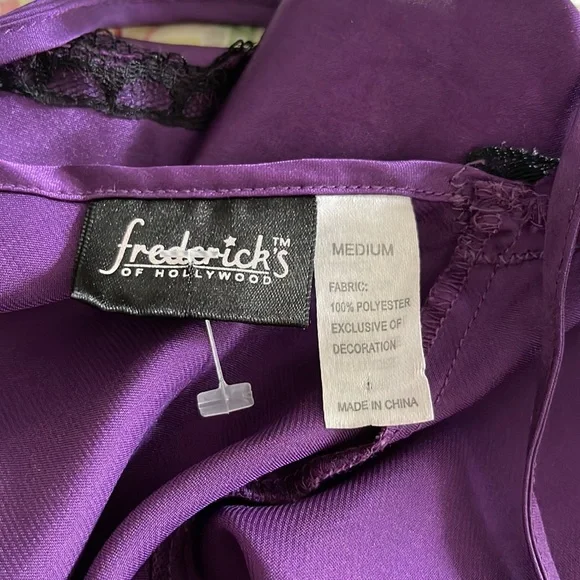 frederick's™
OF HOLLYWOOD
MEDIUM
FABRIC:
100% POLYESTER
EXCLUSIVE OF
DECORATION
MADE IN CHINA